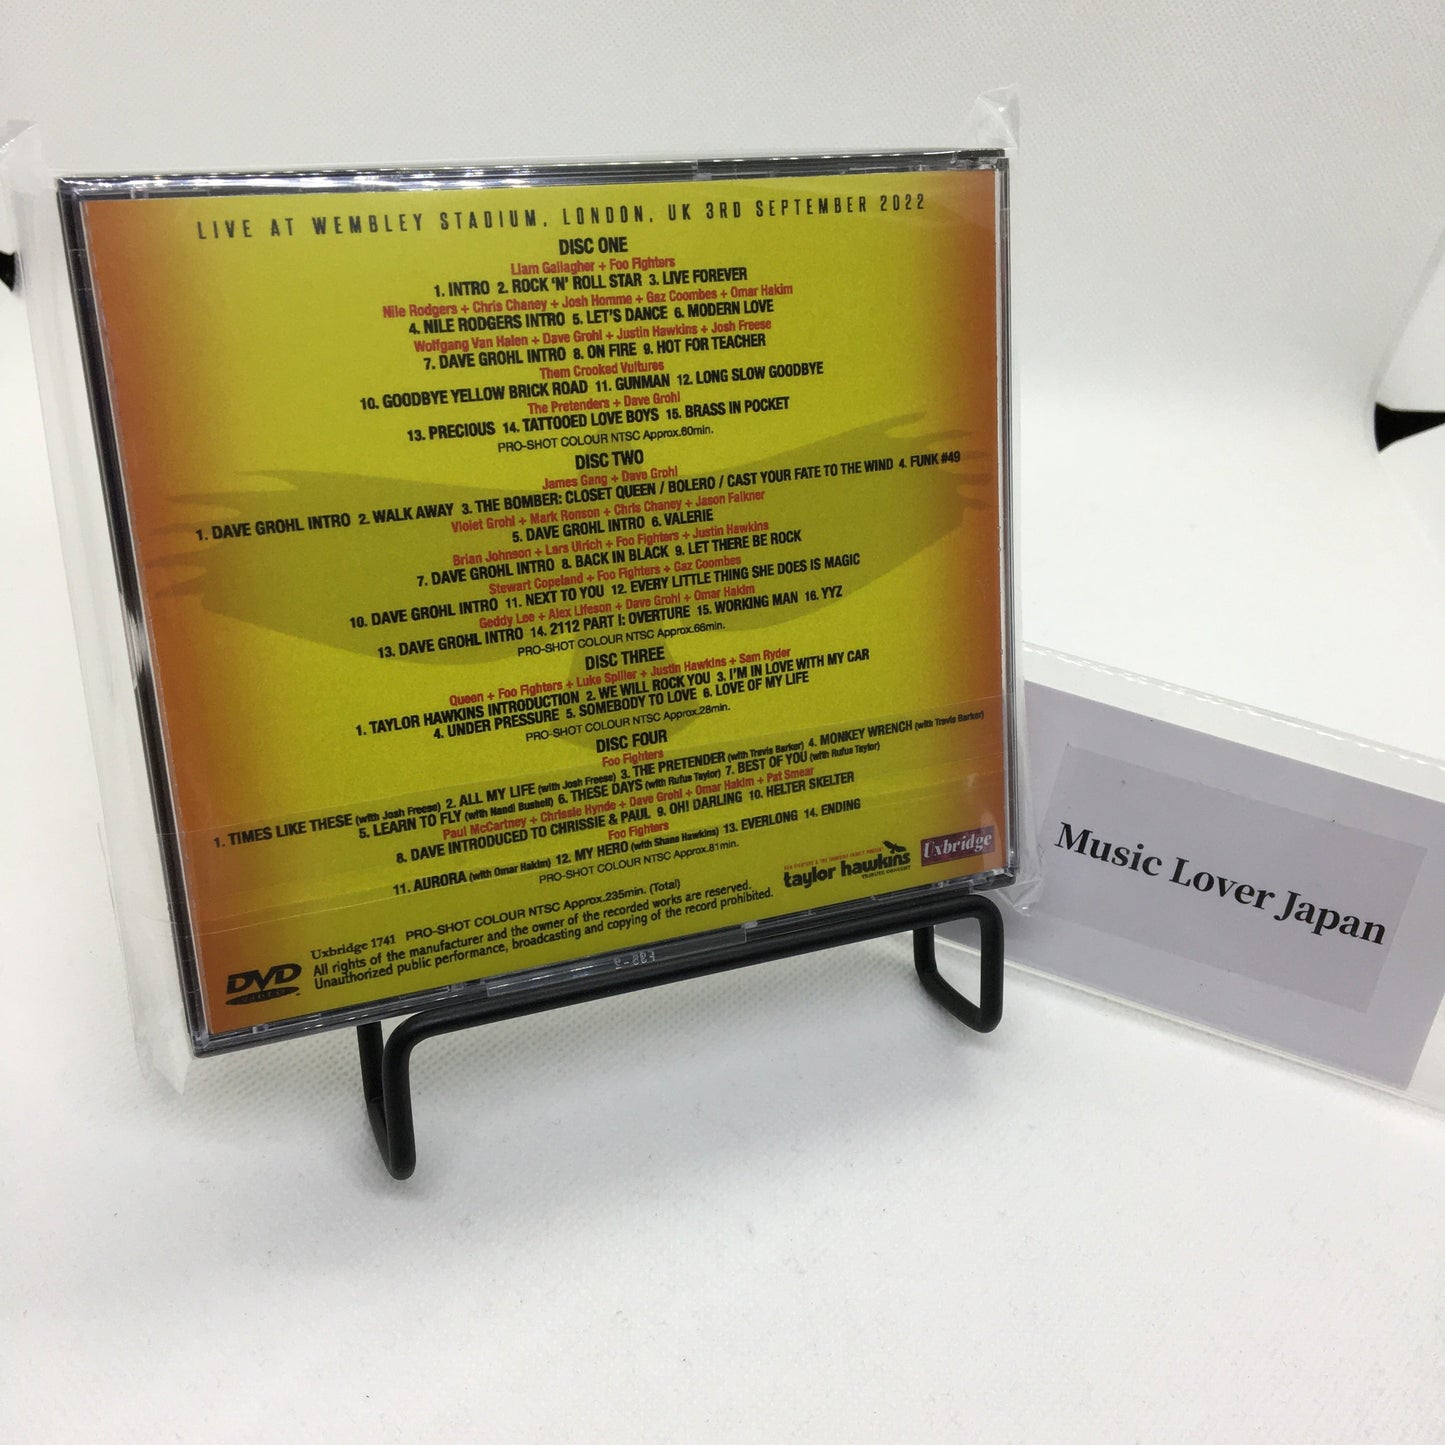 LIVE AT WEMBLEY STADIUM, LONDON, UK 3RD SEPTEMBER 2022
DISC ONE
Liam Gallagher + Foo Fighters
1. INTRO 2. ROCK 'N' ROLL STAR 3. LIVE FOREVER
Nile Rodgers + Chris Chaney + Josh Homme + Gaz Coombes + Omar Hakim
4. NILE RODGERS INTRO 5. LET'S DANCE 6. MODERN LOVE
Wolfgang Van Halen + Dave Grohl + Justin Hawkins + Josh Freese
7. DAVE GROHL INTRO 8. ON FIRE 9. HOT FOR TEACHER
Them Crooked Vultures
10. GOODBYE YELLOW BRICK ROAD 11. GUNMAN 12. LONG SLOW GOODBYE
The Pretenders + Dave Grohl
13. PRECIOUS 14. TATTOOED LOVE BOYS 15. BRASS IN POCKET
PRO-SHOT COLOUR NTSC Approx.60min.
DISC TWO
James Gang + Dave Grohl
1. DAVE GROHL INTRO 2. WALK AWAY 3. THE BOMBER: CLOSET QUEEN / BOLERO / CAST YOUR FATE TO THE WIND 4. FUNK #49
Violet Grohl + Mark Ronson + Chris Chaney + Jason Falkner
5. DAVE GROHL INTRO 6. VALERIE
Brian Johnson + Lars Ulrich + Foo Fighters + Justin Hawkins
7. DAVE GROHL INTRO 8. BACK IN BLACK 9. LET THERE BE ROCK
Stewart Copeland + Foo Fighters + Gaz Coombes
10. DAVE GROHL INTRO 11. NEXT TO YOU 12. EVERY LITTLE THING SHE DOES IS MAGIC
Geddy Lee + Alex Lifeson + Dave Grohl + Omar Hakim
13. DAVE GROHL INTRO 14. 2112 PART I: OVERTURE 15. WORKING MAN 16. YYZ
PRO-SHOT COLOUR NTSC Approx.66min.
DISC THREE
Queen + Foo Fighters + Luke Spiller + Justin Hawkins + Sam Ryder
1. TAYLOR HAWKINS INTRODUCTION 2. WE WILL ROCK YOU 3. I'M IN LOVE WITH MY CAR
4. UNDER PRESSURE 5. SOMEBODY TO LOVE 6. LOVE OF MY LIFE
PRO-SHOT COLOUR NTSC Approx.28min.
DISC FOUR
Foo Fighters
1. TIMES LIKE THESE (with Josh Freese) 2. ALL MY LIFE (with Josh Freese) 3. THE PRETENDER (with Travis Barker) 4. MONKEY WRENCH (with Travis Barker)
5. LEARN TO FLY (with Nandi Bushell) 6. THESE DAYS (with Rufus Taylor) 7. BEST OF YOU (with Rufus Taylor)
Paul McCartney + Chrissie Hynde + Dave Grohl + Omar Hakim + Pat Smear
8. DAVE INTRODUCED TO CHRISSIE & PAUL 9. OH! DARLING 10. HELTER SKELTER
Foo Fighters
11. AURORA (with Omar Hakim) 12. MY HERO (with Shane Hawkins) 13. EVERLONG 14. ENDING
PRO-SHOT COLOUR NTSC Approx.81min.
Uxbridge 1741 PRO-SHOT COLOUR NTSC Approx.235min. (Total)
All rights of the manufacturer and the owner of the recorded works are reserved.
Unauthorized public performance, broadcasting and copying of the record prohibited.
DVD
VIDEO
taylor hawkins
TRIBUTE CONCERT
Uxbridge
Music Lover Japan